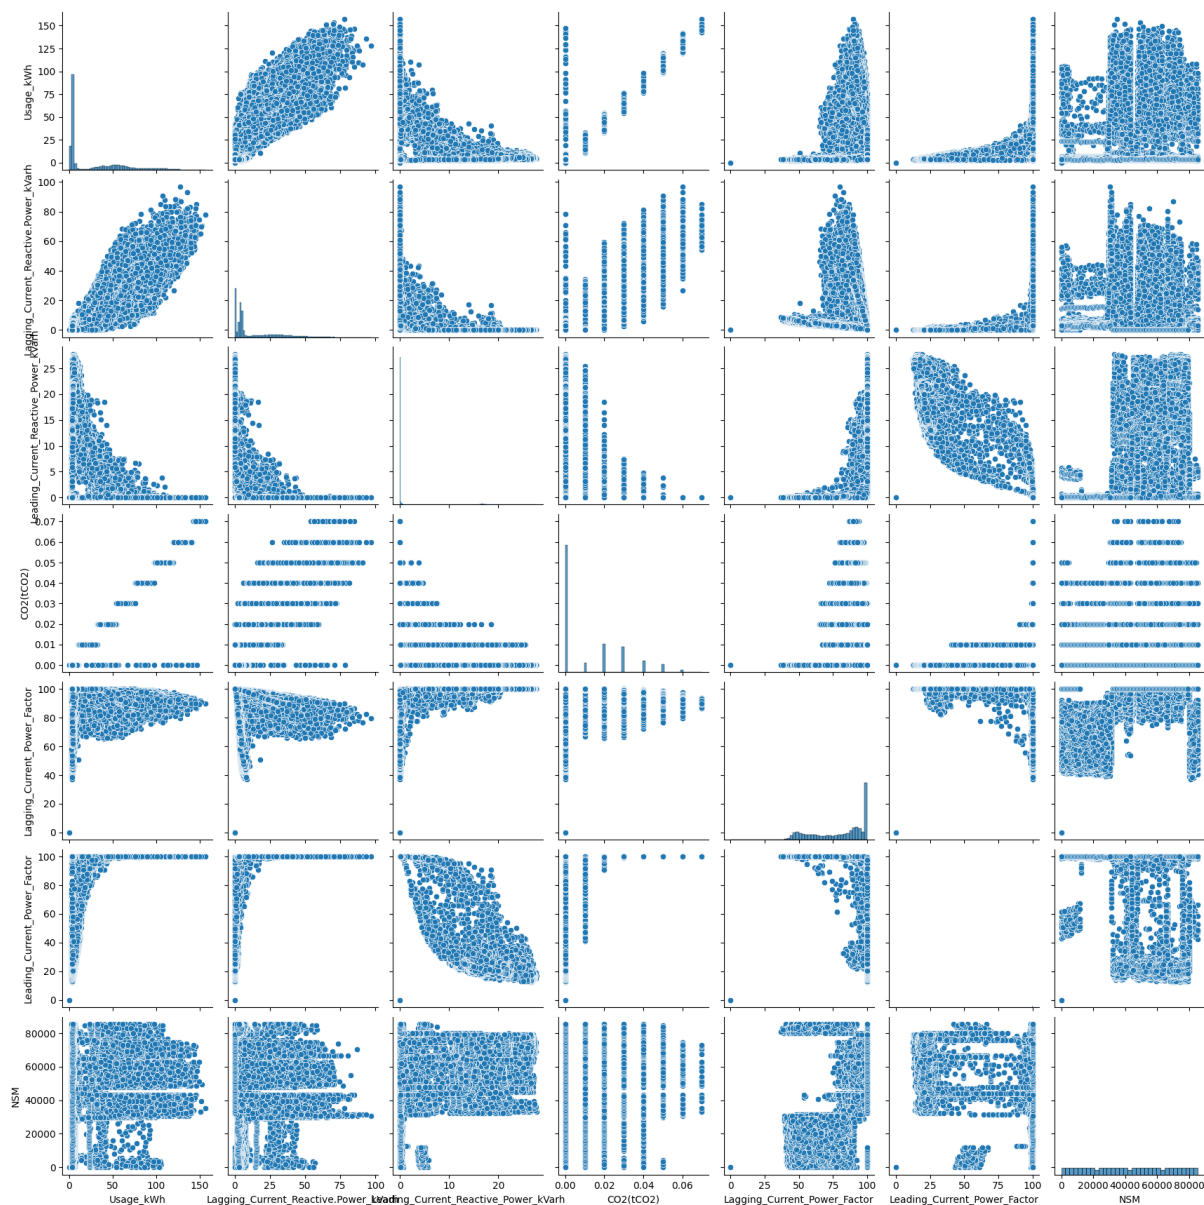 Usage_kWh
150
125
100
75
50
25
0
Lagging_Current_Reactive.Power_kVarh
100
80
60
40
20
0
Leading_Current_Reactive_Power_kVarh
25
20
15
10
5
0
CO2(tCO2)
0.07
0.06
0.05
0.04
0.03
0.02
0.01
0.00
Lagging_Current_Power_Factor
100
80
60
40
20
0
Leading_Current_Power_Factor
100
80
60
40
20
0
NSM
80000
60000
40000
20000
0
0 50 100 150
0 25 50 75 100
0 10 20
0.00 0.02 0.04 0.06
0 25 50 75 100
0 25 50 75 100
0 20000 40000 60000 80000
Usage_kWh
Lagging_Current_Reactive.Power_kVarh
Leading_Current_Reactive_Power_kVarh
CO2(tCO2)
Lagging_Current_Power_Factor
Leading_Current_Power_Factor
NSM